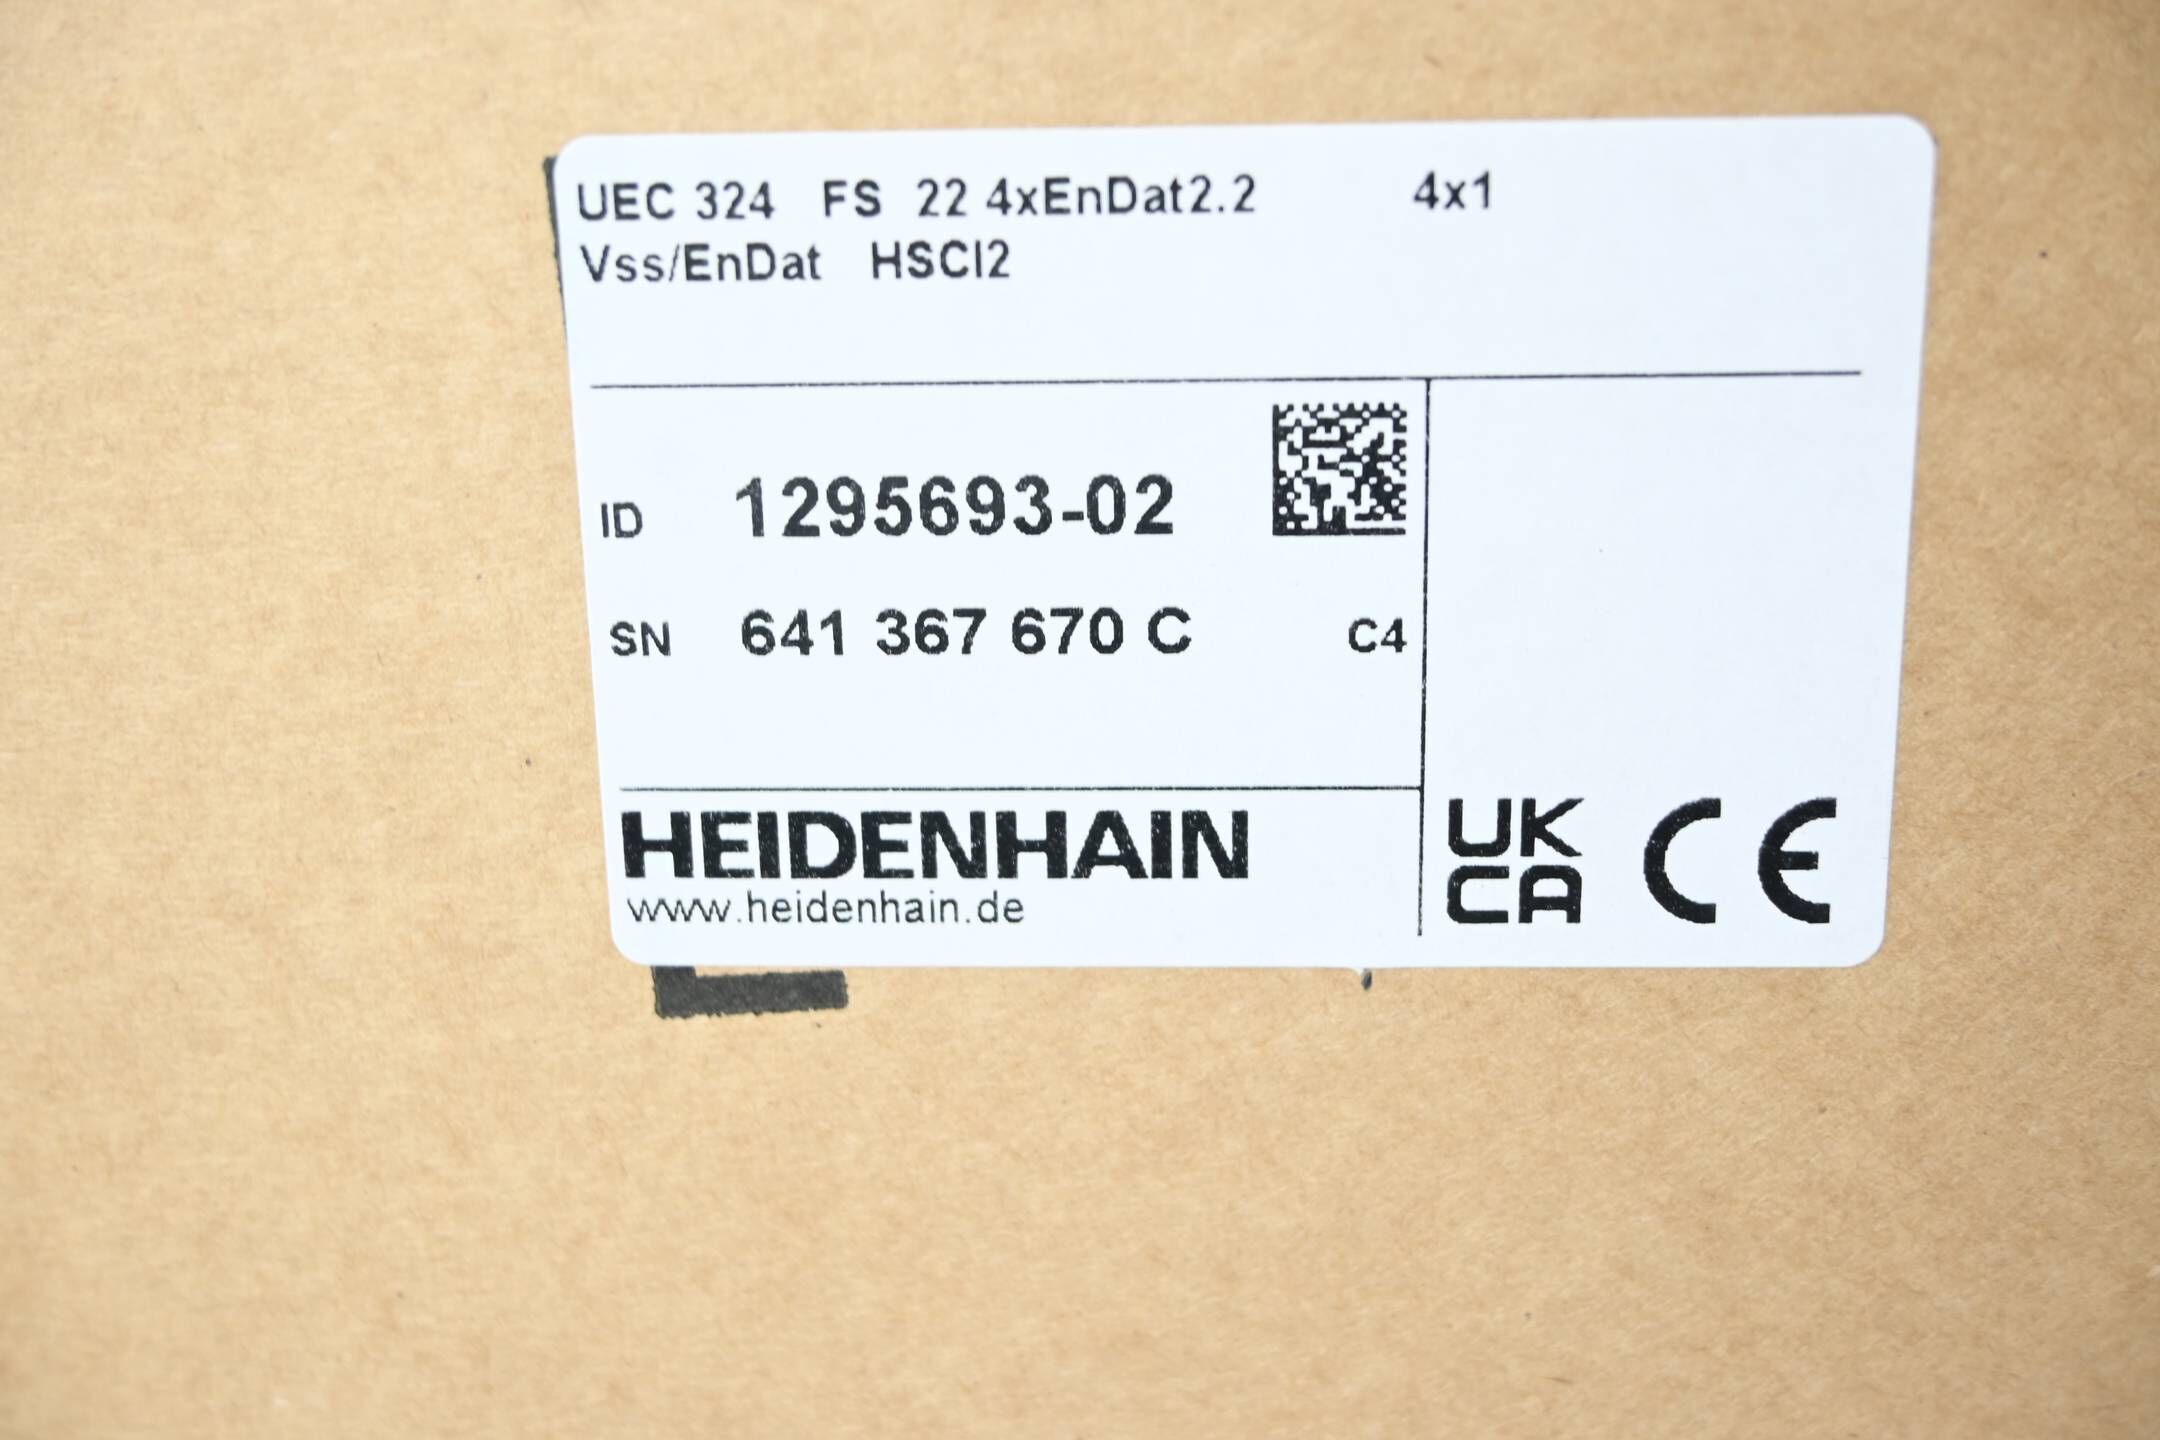 UEC 324 FS 22 4xEnDat2.2 4x1
Vss/EnDat HSCI2
ID 1295693-02
SN 641 367 670 C C4
HEIDENHAIN
www.heidenhain.de
UK
CA
CE